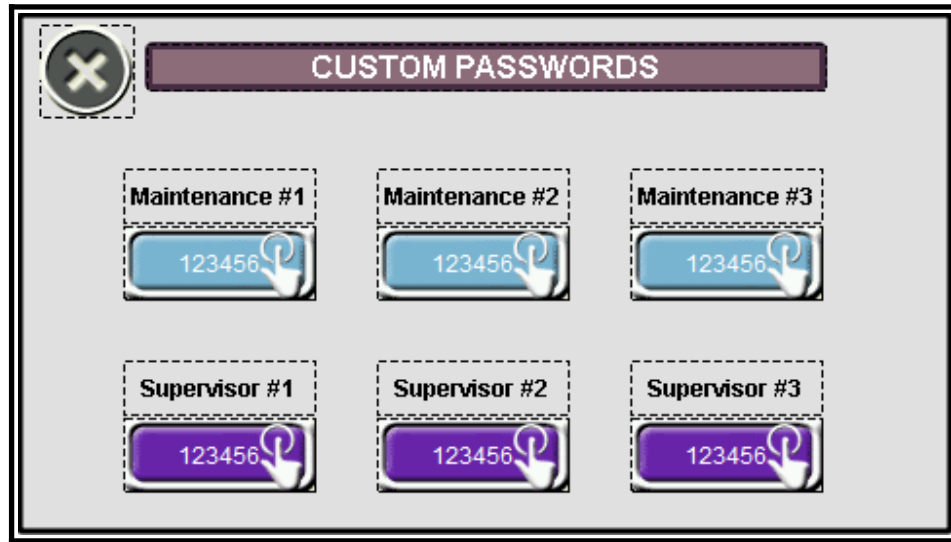 CUSTOM PASSWORDS
Maintenance #1 Maintenance #2 Maintenance #3
123456 123456 123456
Supervisor #1 Supervisor #2 Supervisor #3
123456 123456 123456